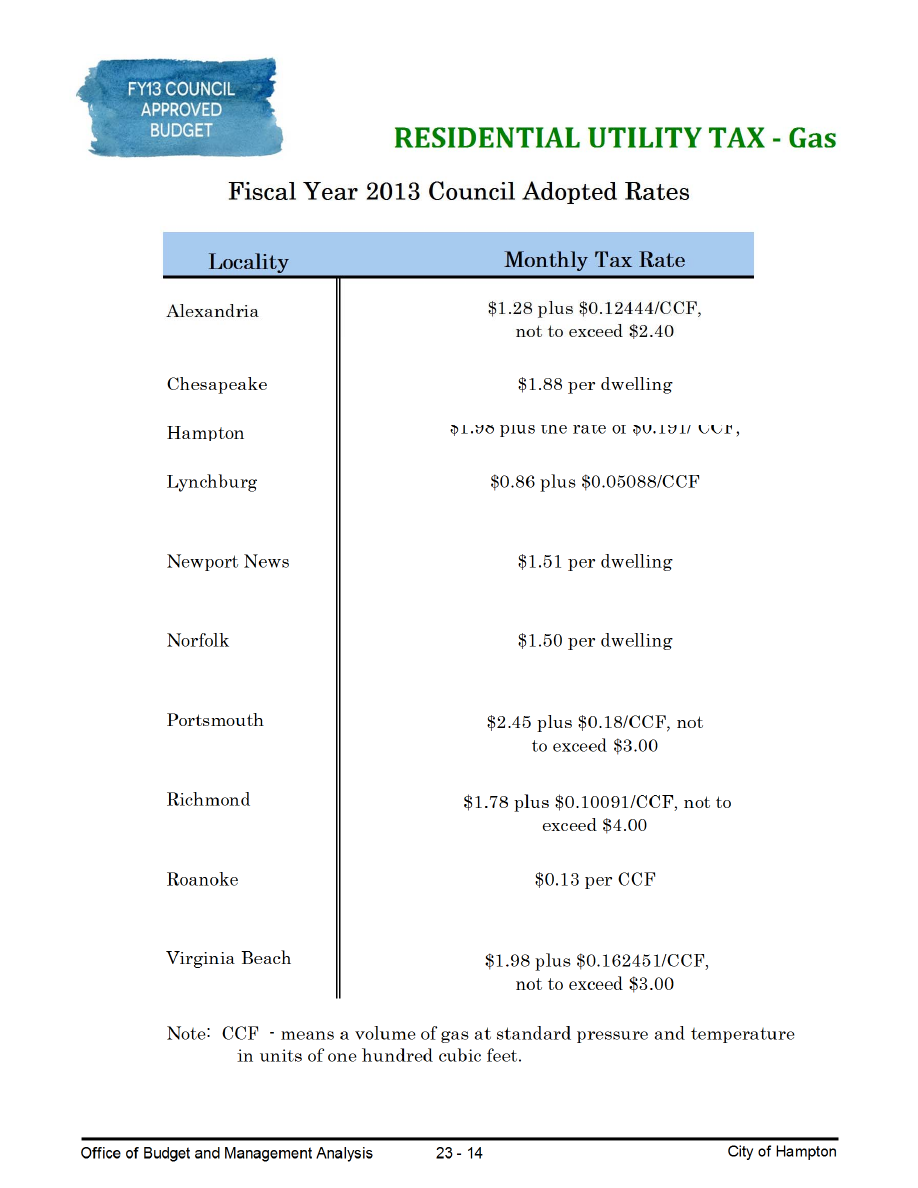 FY13 COUNCIL
APPROVED
BUDGET
RESIDENTIAL UTILITY TAX - Gas
Fiscal Year 2013 Council Adopted Rates
Locality Monthly Tax Rate
Alexandria $1.28 plus $0.12444/CCF,
not to exceed $2.40
Chesapeake $1.88 per dwelling
Hampton $1.98 plus the rate of $0.191/ CCF,
Lynchburg $0.86 plus $0.05088/CCF
Newport News $1.51 per dwelling
Norfolk $1.50 per dwelling
Portsmouth $2.45 plus $0.18/CCF, not
to exceed $3.00
Richmond $1.78 plus $0.10091/CCF, not to
exceed $4.00
Roanoke $0.13 per CCF
Virginia Beach $1.98 plus $0.162451/CCF,
not to exceed $3.00
Note: CCF - means a volume of gas at standard pressure and temperature
in units of one hundred cubic feet.
Office of Budget and Management Analysis 23 - 14 City of Hampton